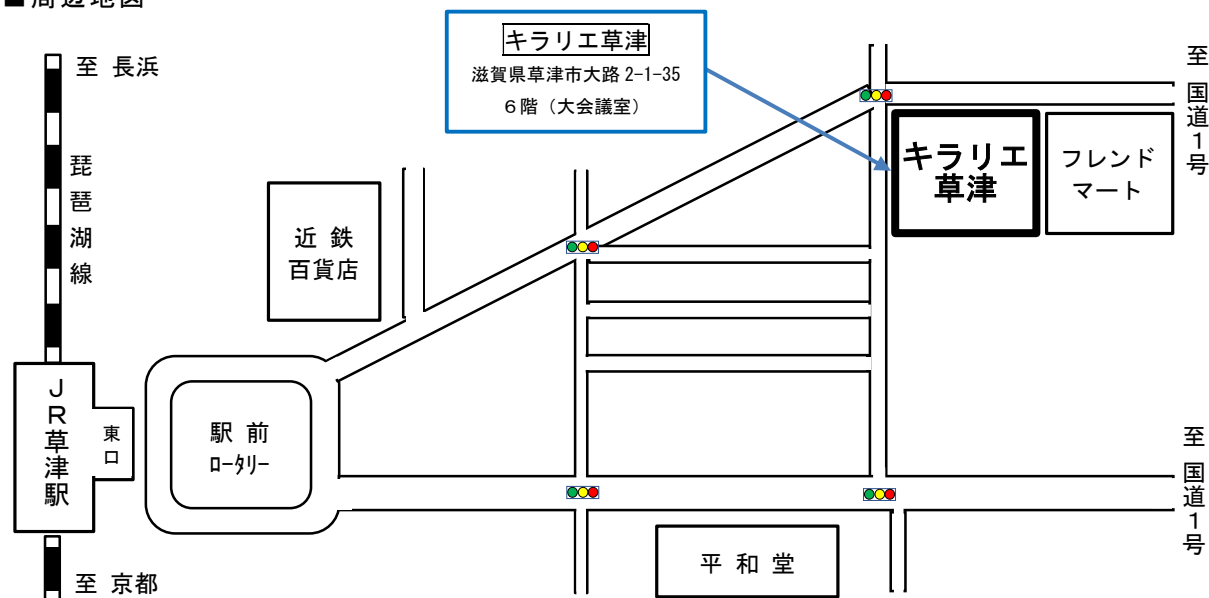 ■周辺地図
至 長浜
琵琶湖線
近 鉄
百貨店
キラリエ草津
滋賀県草津市大路 2-1-35
６階（大会議室）
キラリエ
草津
フレンド
マート
至 国道１号
ＪＲ草津駅
東口
駅 前
ﾛｰﾀﾘｰ
平 和 堂
至 国道１号
至 京都